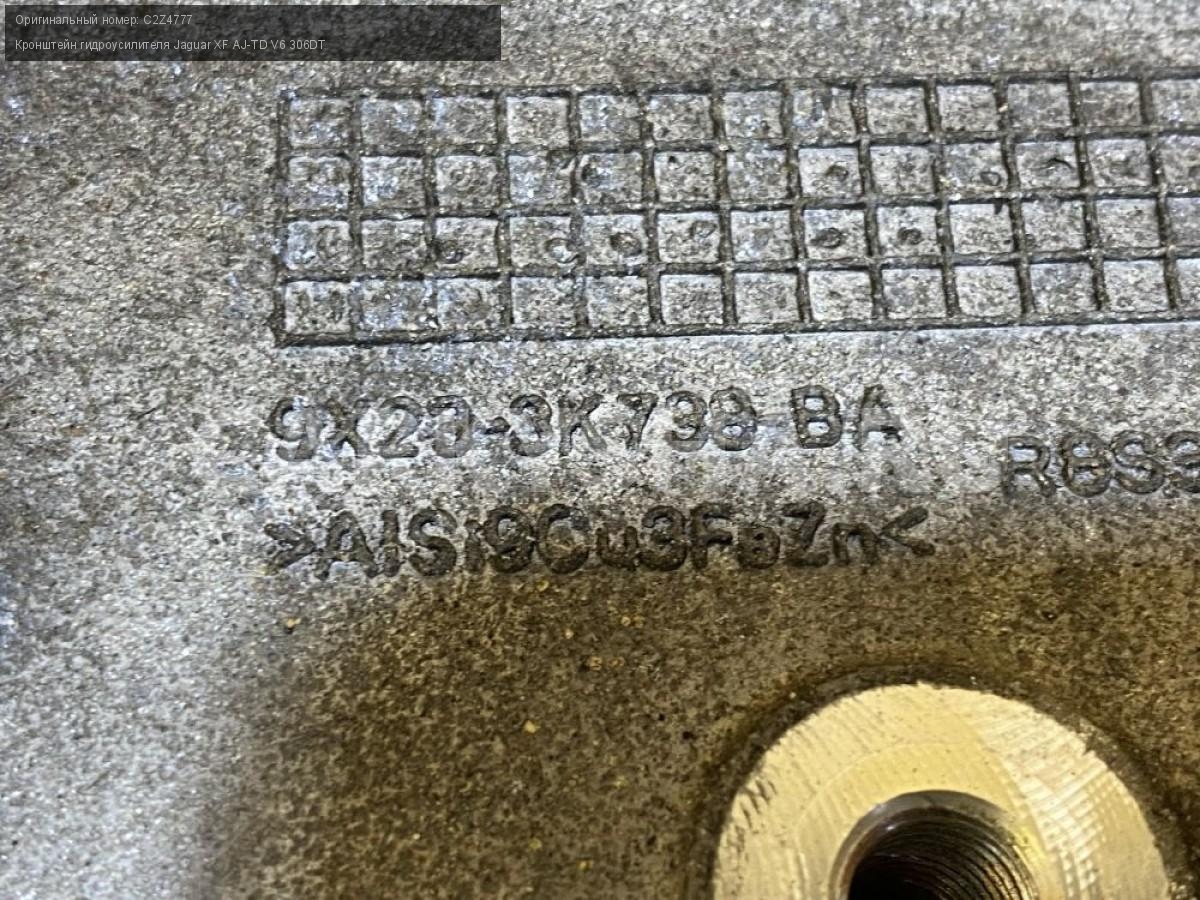 Оригинальный номер: C2Z4777
Кронштейн гидроусилителя Jaguar XF AJ-TD V6 306DT
9X23-3K738-BA
>AlSi9Cu3FeZn<